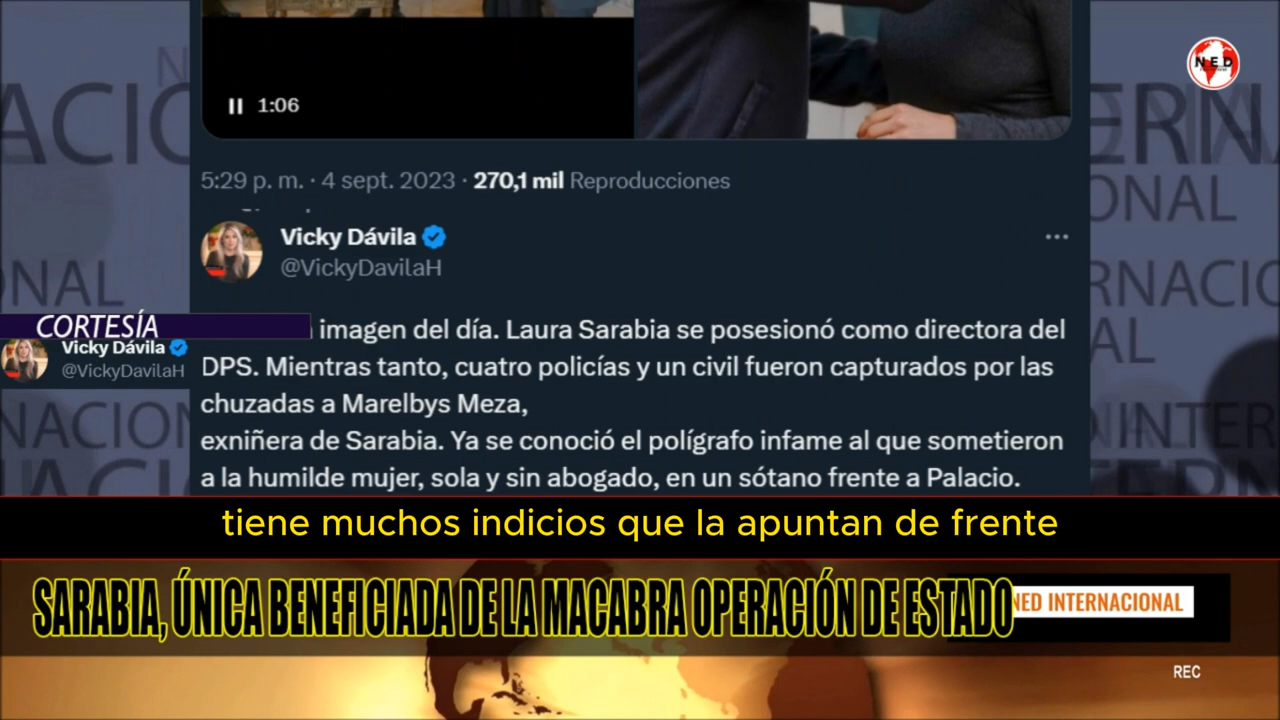 1:06
NED
5:29 p. m. · 4 sept. 2023 · 270,1 mil Reproducciones
Vicky Dávila
@VickyDavilaH
CORTESÍA
Vicky Dávila
@VickyDavilaH
imagen del día. Laura Sarabia se posesionó como directora del
DPS. Mientras tanto, cuatro policías y un civil fueron capturados por las
chuzadas a Marelbys Meza,
exniñera de Sarabia. Ya se conoció el polígrafo infame al que sometieron
a la humilde mujer, sola y sin abogado, en un sótano frente a Palacio.
tiene muchos indicios que la apuntan de frente
SARABIA, ÚNICA BENEFICIADA DE LA MACABRA OPERACIÓN DE ESTADO
NED INTERNACIONAL
REC